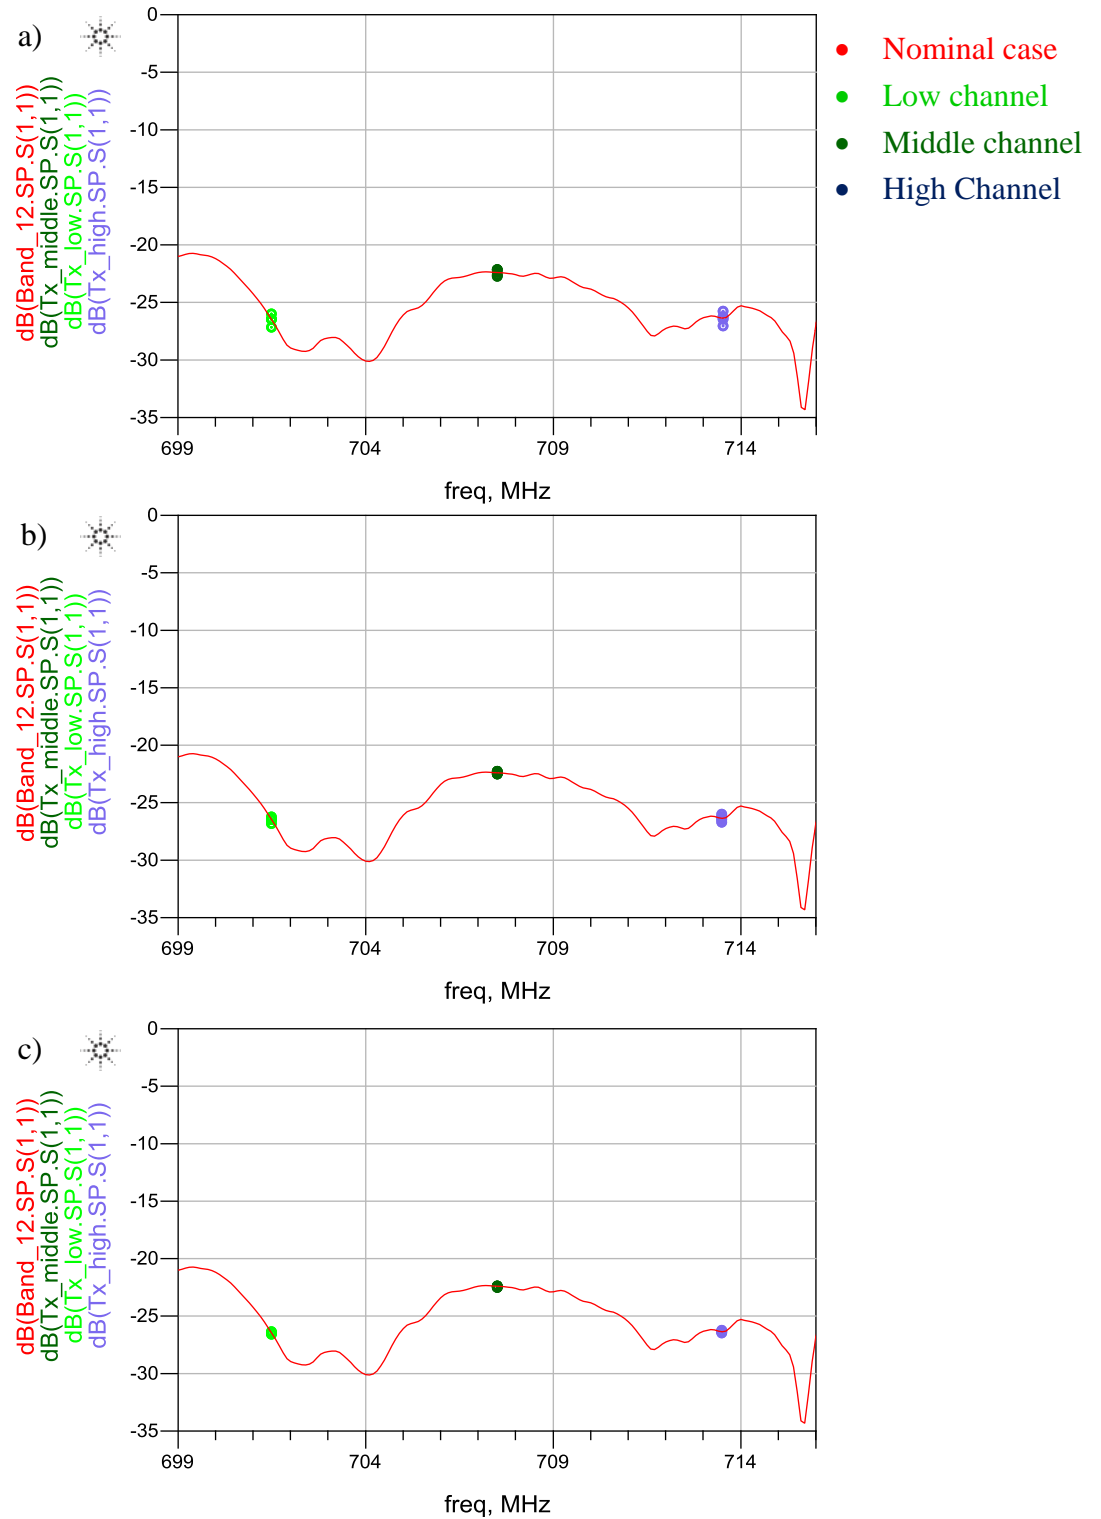 a)
dB(Band_12.SP.S(1,1))
dB(Tx_middle.SP.S(1,1))
dB(Tx_low.SP.S(1,1))
dB(Tx_high.SP.S(1,1))
0
-5
-10
-15
-20
-25
-30
-35
699 704 709 714
freq, MHz
Nominal case
Low channel
Middle channel
High Channel
b)
dB(Band_12.SP.S(1,1))
dB(Tx_middle.SP.S(1,1))
dB(Tx_low.SP.S(1,1))
dB(Tx_high.SP.S(1,1))
0
-5
-10
-15
-20
-25
-30
-35
699 704 709 714
freq, MHz
c)
dB(Band_12.SP.S(1,1))
dB(Tx_middle.SP.S(1,1))
dB(Tx_low.SP.S(1,1))
dB(Tx_high.SP.S(1,1))
0
-5
-10
-15
-20
-25
-30
-35
699 704 709 714
freq, MHz